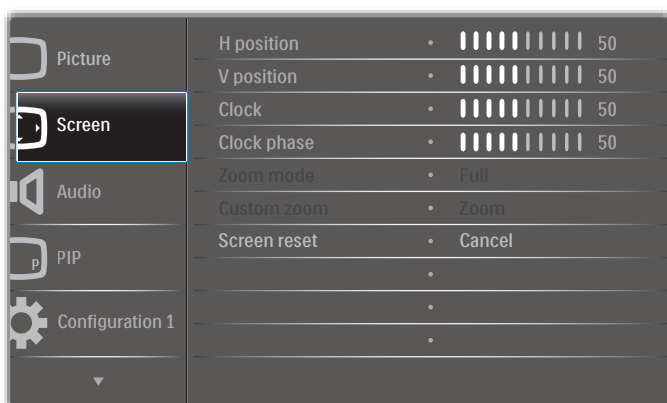 Picture
Screen
Audio
P
PIP
Configuration 1
H position • 50
V position • 50
Clock • 50
Clock phase • 50
Zoom mode • Full
Custom zoom • Zoom
Screen reset • Cancel